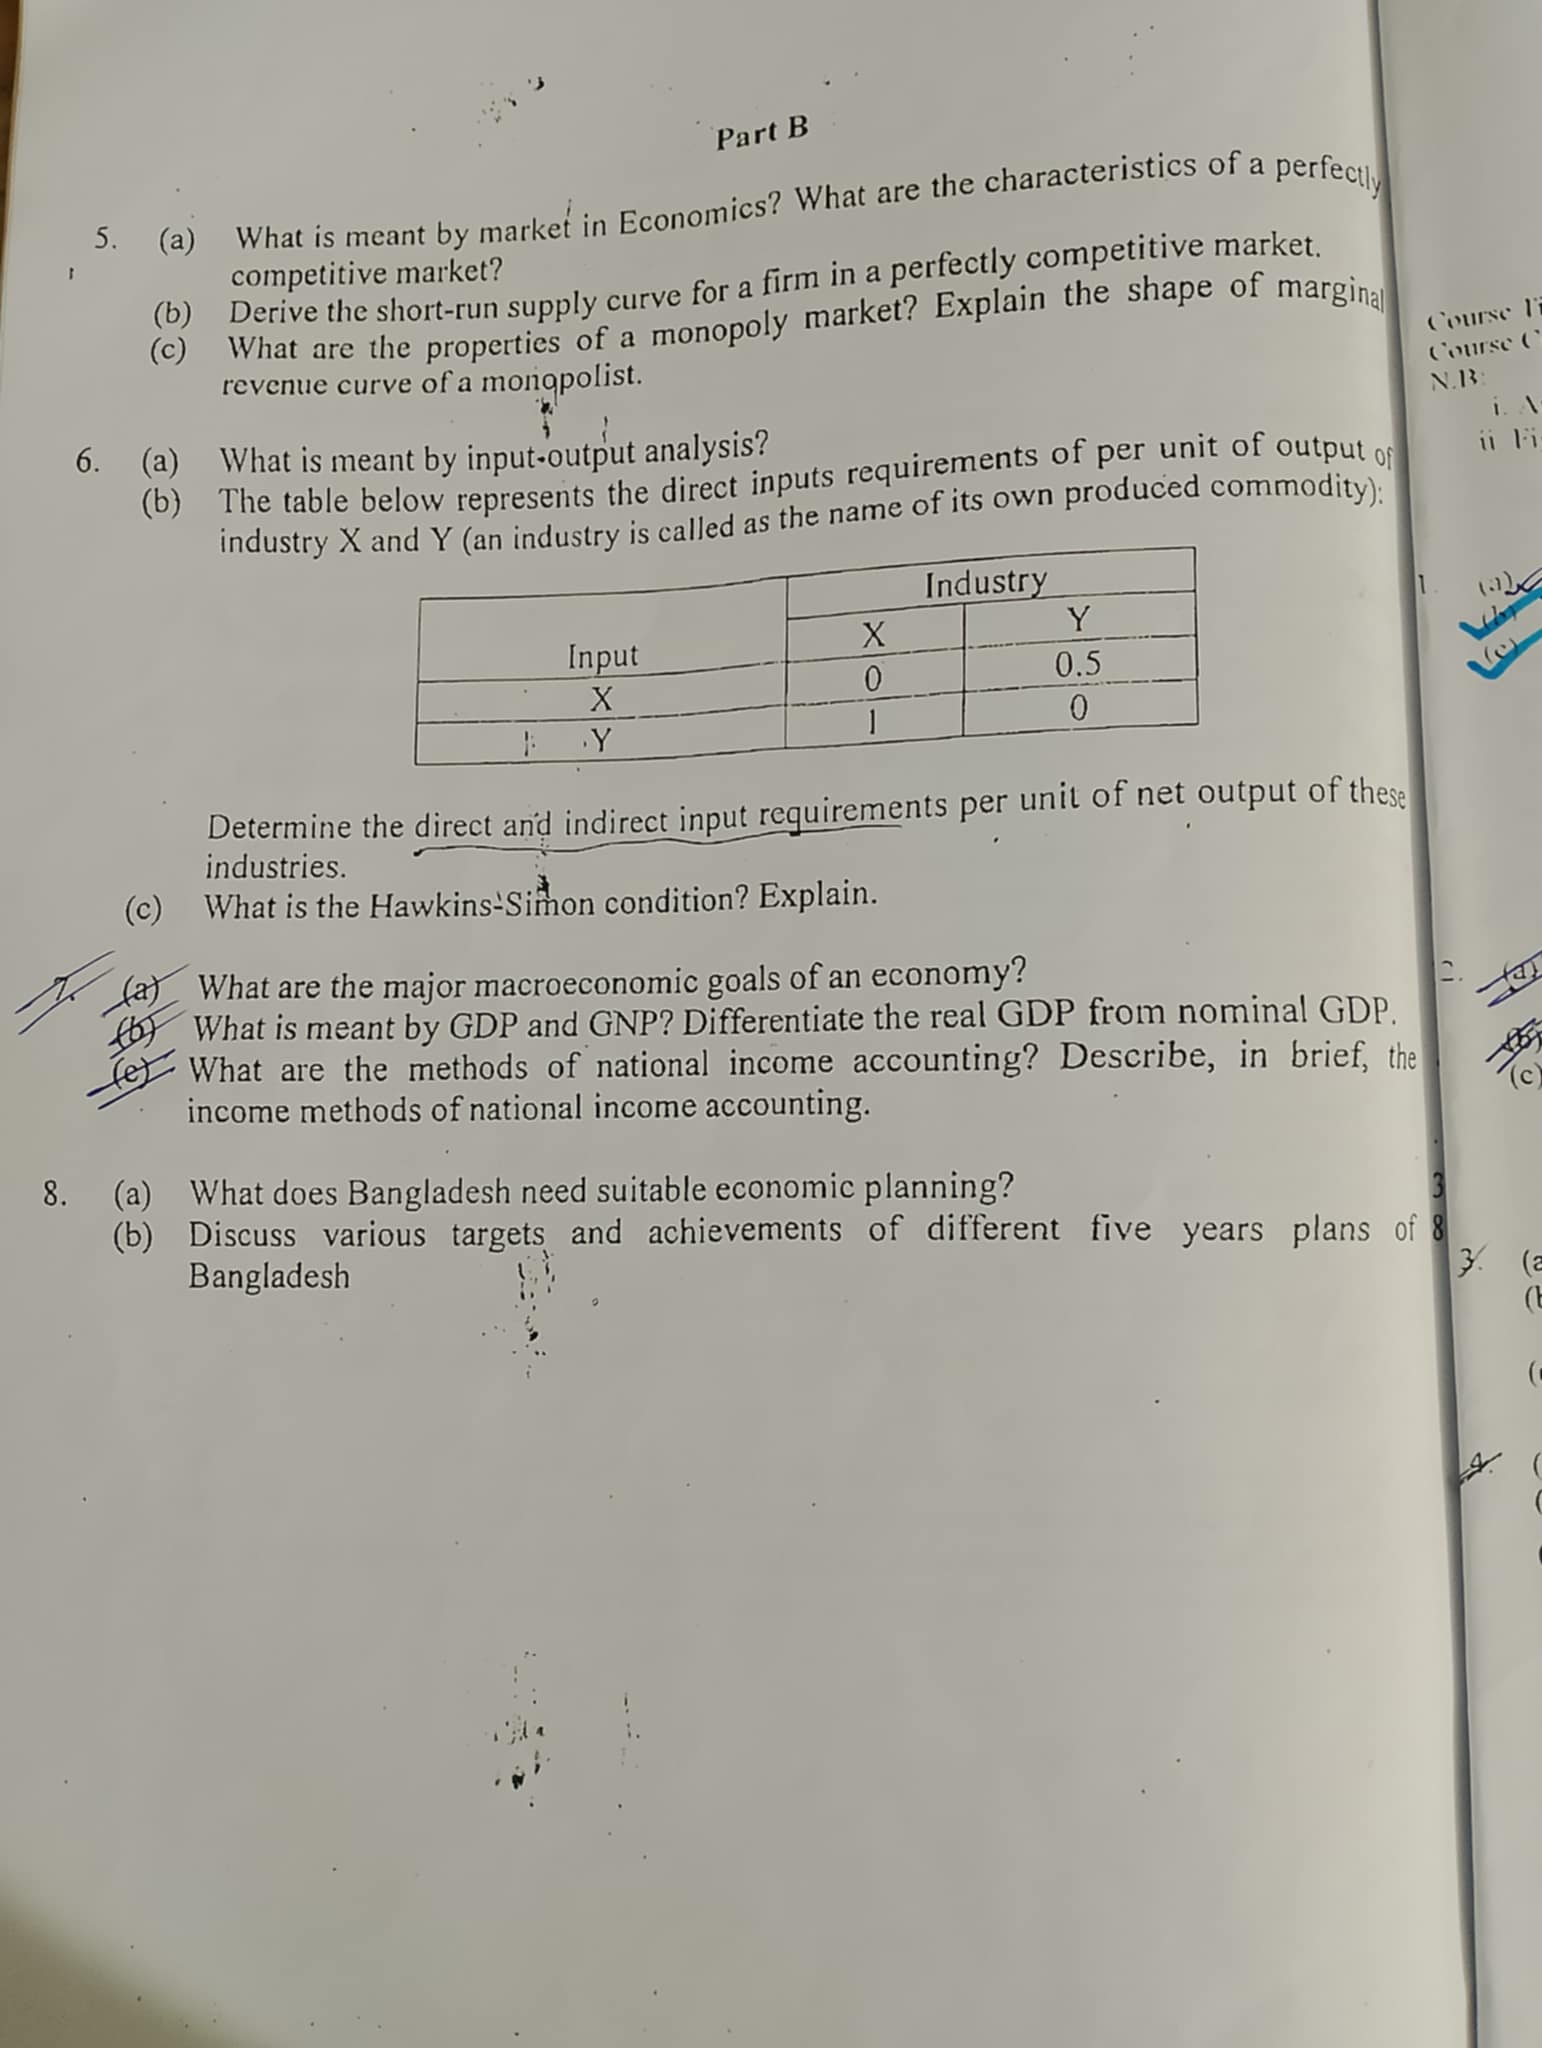 Part B
5. (a) What is meant by market in Economics? What are the characteristics of a perfectly
competitive market?
(b) Derive the short-run supply curve for a firm in a perfectly competitive market.
(c) What are the properties of a monopoly market? Explain the shape of marginal
revenue curve of a monopolist.
6. (a) What is meant by input-output analysis?
(b) The table below represents the direct inputs requirements of per unit of output of
industry X and Y (an industry is called as the name of its own produced commodity):
Industry
Input X Y
X 0 0.5
Y 1 0
Determine the direct and indirect input requirements per unit of net output of these
industries.
(c) What is the Hawkins-Simon condition? Explain.
7. (a) What are the major macroeconomic goals of an economy?
(b) What is meant by GDP and GNP? Differentiate the real GDP from nominal GDP.
(c) What are the methods of national income accounting? Describe, in brief, the
income methods of national income accounting.
8. (a) What does Bangladesh need suitable economic planning? 3
(b) Discuss various targets and achievements of different five years plans of 8
Bangladesh
Course
Course
N.B:
i.
ii
1. (a)
(b)
(c)
2. (a)
(b)
(c)
3.
4.